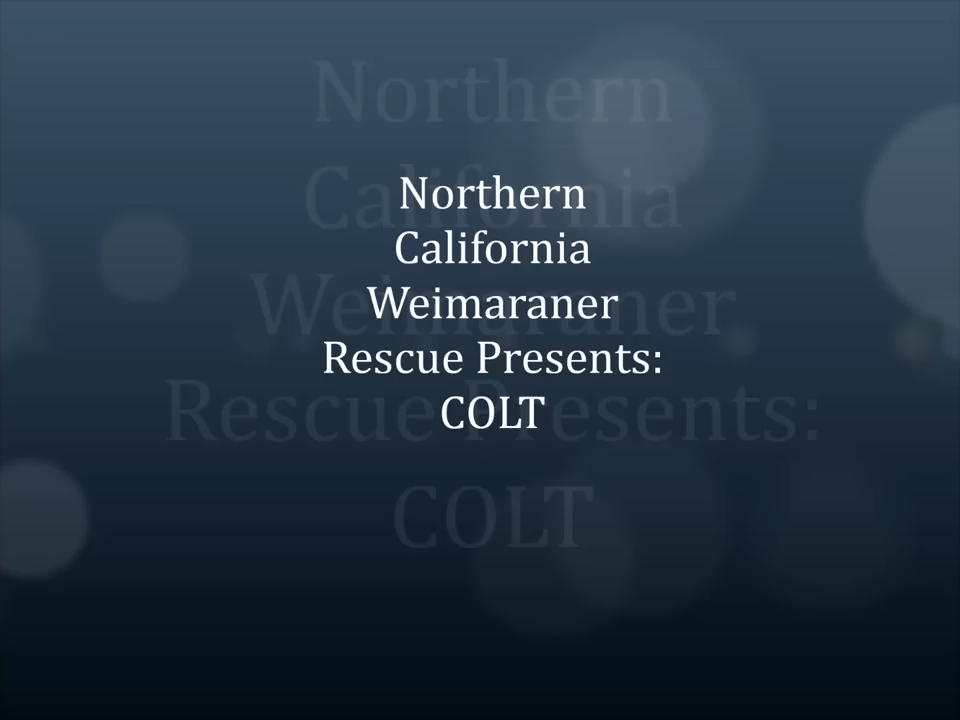 Northern
California
Weimaraner
Rescue Presents:
COLT